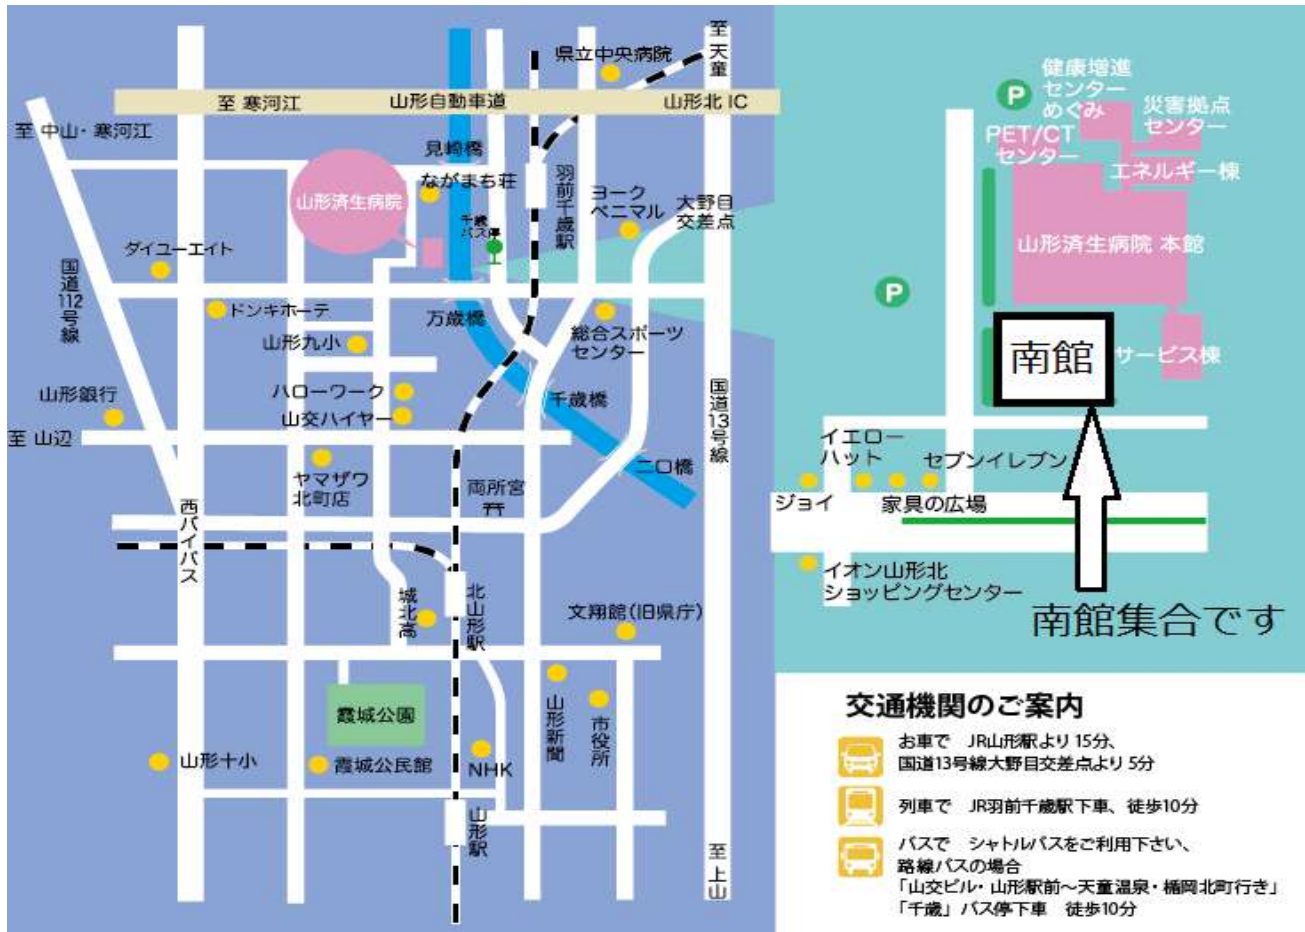 至 天童
県立中央病院
至 寒河江
山形自動車道
山形北 IC
至 中山・寒河江
見崎橋
ながまち荘
山形済生病院
千歳
バス停
羽前千歳駅
ヨーク
ベニマル
大野目
交差点
ダイユーエイト
国道112号線
ドンキホーテ
万歳橋
総合スポーツ
センター
山形九小
山形銀行
ハローワーク
山交ハイヤー
千歳橋
国道13号線
至 山辺
ヤマザワ
北町店
両所宮
二口橋
西バイパス
城北高
北山形駅
文翔館(旧県庁)
霞城公園
山形新聞
市役所
山形十小
霞城公民館
NHK
山形駅
至 上山
P
健康増進
センター
めぐみ
災害拠点
センター
PET/CT
センター
エネルギー棟
山形済生病院 本館
P
南館
サービス棟
イエロー
ハット
セブンイレブン
ジョイ
家具の広場
イオン山形北
ショッピングセンター
南館集合です
交通機関のご案内
お車で JR山形駅より15分、
国道13号線大野目交差点より5分
列車で JR羽前千歳駅下車、徒歩10分
バスで シャトルバスをご利用下さい、
路線バスの場合
「山交ビル・山形駅前～天童温泉・楯岡北町行き」
「千歳」バス停下車 徒歩10分